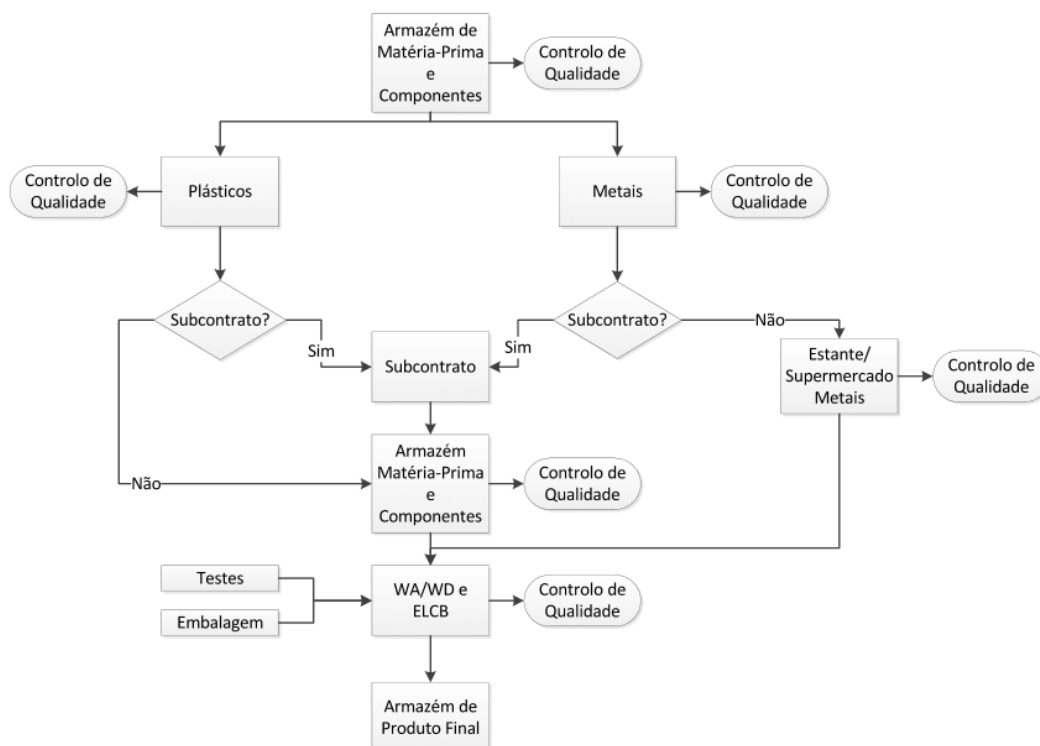 Armazém de
Matéria-Prima
e
Componentes
Controlo de
Qualidade
Controlo de
Qualidade
Plásticos
Metais
Controlo de
Qualidade
Subcontrato?
Subcontrato?
Não
Sim
Sim
Subcontrato
Estante/
Supermercado
Metais
Controlo de
Qualidade
Armazém
Matéria-Prima
e
Componentes
Não
Controlo de
Qualidade
Testes
Embalagem
WA/WD e
ELCB
Controlo de
Qualidade
Armazém de
Produto Final